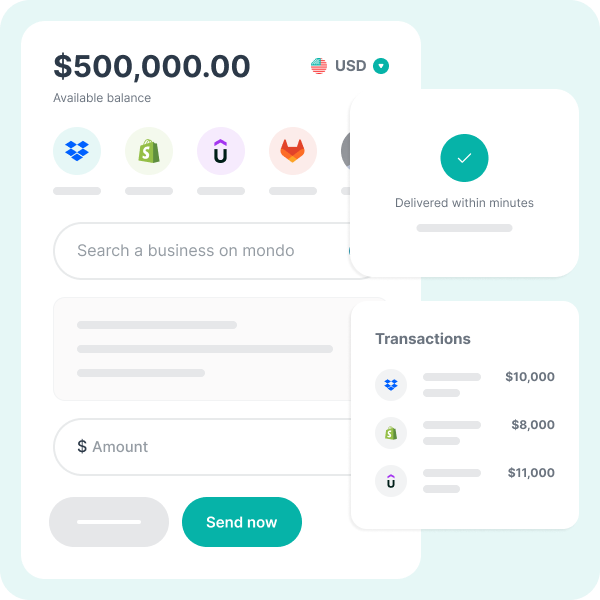 $500,000.00
USD
Available balance
Delivered within minutes
Search a business on mondo
Transactions
$10,000
$8,000
$11,000
$ Amount
Send now